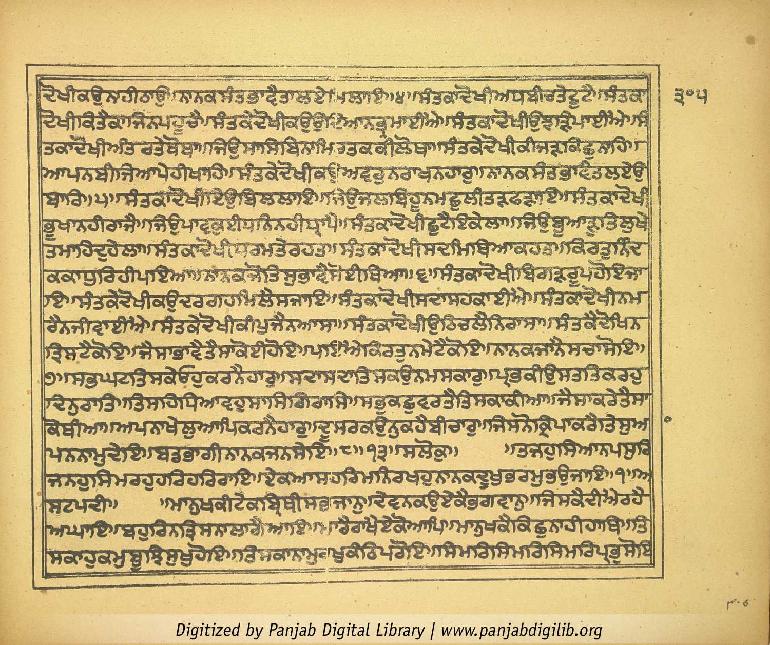 ਦੋਖੀਕਉਨਾਹੀਠਾਉ॥ਨਾਨਕਸੰਤਭਾਵੈਤਾਲਏਮਿਲਾਇ॥੪॥ਸੰਤਕਾਦੋਖੀਅਧਬੀਚਤੇਟੂਟੈ॥ਸੰਤਕਾ ੩੦੫
ਦੋਖੀਕਿਤੈਕਾਜਿਨਪਹੂਚੈ॥ਸੰਤਕੇਦੋਖੀਕਉਉਦਿਆਨਭ੍ਰਮਾਈਐ॥ਸੰਤਕਾਦੋਖੀਉਝੜਿਪਾਈਐ॥ਸੰ
ਤਕਾਦੋਖੀਅੰਤਰਤੇਥੋਥਾ॥ਜਿਉਸਾਸਬਿਨਾਮਿਰਤਕਕੀਲੋਥਾ॥ਸੰਤਕੇਦੋਖੀਕੀਜੜਕਿਛੁਨਾਹਿ॥
ਆਪਨਬੀਜਿਆਪੇਹੀਖਾਹਿ॥ਸੰਤਕੇਦੋਖੀਕਉਅਵਰੁਨਰਾਖਨਹਾਰੁ॥ਨਾਨਕਸੰਤਭਾਵੈਤਲਏਉ
ਬਾਰਿ॥੫॥ਸੰਤਕਾਦੋਖੀਇਉਬਿਲਲਾਇ॥ਜਿਉਜਲਬਿਹੂਨਮਛੁਲੀਤੜਫੜਾਇ॥ਸੰਤਕਾਦੋਖੀ
ਭੂਖਾਨਹੀਰਾਜੈ॥ਜਿਉਪਾਵਕੁਈਧਨਿਨਹੀਧ੍ਰਾਪੈ॥ਸੰਤਕਾਦੋਖੀਛੁਟੈਇਕੇਲਾ॥ਜਿਉਬੂਆੜੁਤਿਲੁਖੇ
ਤਮਾਹਿਦੁਹੇਲਾ॥ਸੰਤਕਾਦੋਖੀਧਰਮਤੇਰਹਤ॥ਸੰਤਕਾਦੋਖੀਸਦਮਿਥਿਆਕਹਤ॥ਕਿਰਤੁਨਿੰਦ
ਕਕਾਧੁਰਿਹੀਪਇਆ॥ਨਾਨਕਜੋਤਿਸੁਭਾਵੈਸੋਈਥਿਆ॥੬॥ਸੰਤਕਾਦੋਖੀਬਿਗੜਰੂਪੁਹੋਇਜਾ
ਇ॥ਸੰਤਕੇਦੋਖੀਕਉਦਰਗਹਮਿਲੈਸਜਾਇ॥ਸੰਤਕਾਦੋਖੀਸਦਾਸਹਕਾਈਐ॥ਸੰਤਕਾਦੋਖੀਨਮ
ਰੈਨਜੀਵਾਈਐ॥ਸੰਤਕੇਦੋਖੀਕੀਪੁਜੈਨਆਸਾ॥ਸੰਤਕਾਦੋਖੀਉਠਿਚਲੈਨਿਰਾਸਾ॥ਸੰਤਕੈਦੋਖਿਨ
ਤ੍ਰਿਸਟੈਕੋਇ॥ਜੈਸਾਭਾਵੈਤੈਸਾਕੋਈਹੋਇ॥ਪਇਐਕਿਰਤੁਨਮੇਟੈਕੋਇ॥ਨਾਨਕਜਾਨੈਸਚਾਸੋਇ॥
੭॥ਸਭਘਟਤਿਸਕੇਓਹੁਕਰਨੈਹਾਰੁ॥ਸਦਾਸਦਾਤਿਸਕਉਨਮਸਕਾਰੁ॥ਪ੍ਰਭਕੀਉਸਤਤਿਕਰਹੁ
ਦਿਨੁਰਾਤਿ॥ਤਿਸਹਿਧਿਆਵਹੁਸਾਸਿਗਿਰਾਸਿ॥ਸਭੁਕਛੁਵਰਤੈਤਿਸਕਾਕੀਆ॥ਜੈਸਾਕਰੇਤੈਸਾ
ਕੋਥੀਆ॥ਅਪਨਾਖੇਲੁਆਪਿਕਰਨੈਹਾਰੁ॥ਦੂਸਰਕਉਨੁਕਹੈਬੀਚਾਰੁ॥ਜਿਸਨੋਕ੍ਰਿਪਾਕਰੈਤਿਸੁਆ
ਪਨਨਾਮੁਦੇਇ॥ਬਡਭਾਗੀਨਾਨਕਜਨਸੇਇ॥੮॥੧੩॥ਸਲੋਕੁ॥ ॥ਤਜਹੁਸਿਆਨਪਸੁਰਿ
ਜਨਹੁਸਿਮਰਹੁਹਰਿਹਰਿਰਾਇ॥ਏਕਆਸਹਰਿਮਨਿਰਖਹੁਨਾਨਕਦੂਖੁਭਰਮੁਭਉਜਾਇ॥੧॥ਅ
ਸਟਪਦੀ॥ ॥ਮਾਨੁਖਕੀਟੇਕਬ੍ਰਿਥੀਸਭਜਾਨੁ॥ਦੇਵਨਕਉਏਕੈਭਗਵਾਨੁ॥ਜਿਸਕੈਦੀਐਰਹੈ
ਅਘਾਇ॥ਬਹੁਰਿਨਤ੍ਰਿਸਨਾਲਾਗੈਆਇ॥ਮਾਰੈਰਾਖੈਏਕੋਆਪਿ॥ਮਾਨੁਖਕੈਕਿਛੁਨਾਹੀਹਾਥਿ॥ਤਿ
ਸਕਾਹੁਕਮੁਬੂਝਿਸੁਖੁਹੋਇ॥ਤਿਸਕਾਨਾਮੁਰਖੁਕੰਠਿਪਰੋਇ॥ਸਿਮਰਿਸਿਮਰਿਸਿਮਰਿਪ੍ਰਭੁਸੋਇ
Digitized by Panjab Digital Library | www.panjabdigilib.org